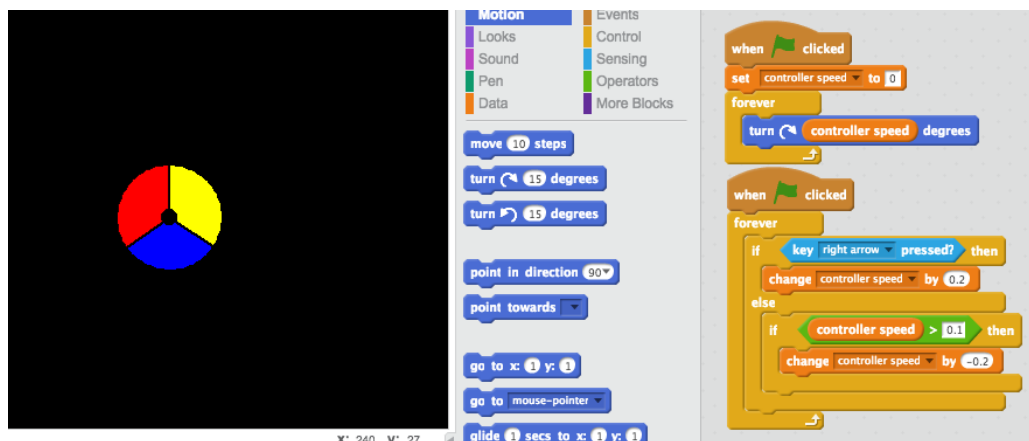 Motion
Events
Looks
Control
Sound
Sensing
Pen
Operators
Data
More Blocks
move 10 steps
turn 15 degrees
turn 15 degrees
point in direction 90
point towards
go to x: 1 y: 1
go to mouse-pointer
glide 1 secs to x: 1 y: 1
x: 240 y: 27
when clicked
set controller speed to 0
forever
turn controller speed degrees
when clicked
forever
if key right arrow pressed? then
change controller speed by 0.2
else
if controller speed > 0.1 then
change controller speed by -0.2